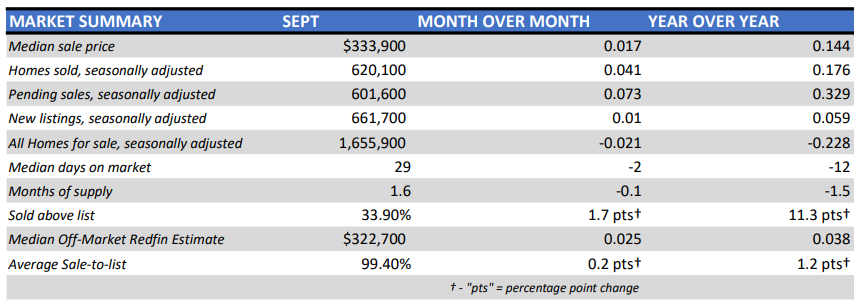 MARKET SUMMARY SEPT MONTH OVER MONTH YEAR OVER YEAR
Median sale price $333,900 0.017 0.144
Homes sold, seasonally adjusted 620,100 0.041 0.176
Pending sales, seasonally adjusted 601,600 0.073 0.329
New listings, seasonally adjusted 661,700 0.01 0.059
All Homes for sale, seasonally adjusted 1,655,900 -0.021 -0.228
Median days on market 29 -2 -12
Months of supply 1.6 -0.1 -1.5
Sold above list 33.90% 1.7 pts† 11.3 pts†
Median Off-Market Redfin Estimate $322,700 0.025 0.038
Average Sale-to-list 99.40% 0.2 pts† 1.2 pts†
† - "pts" = percentage point change